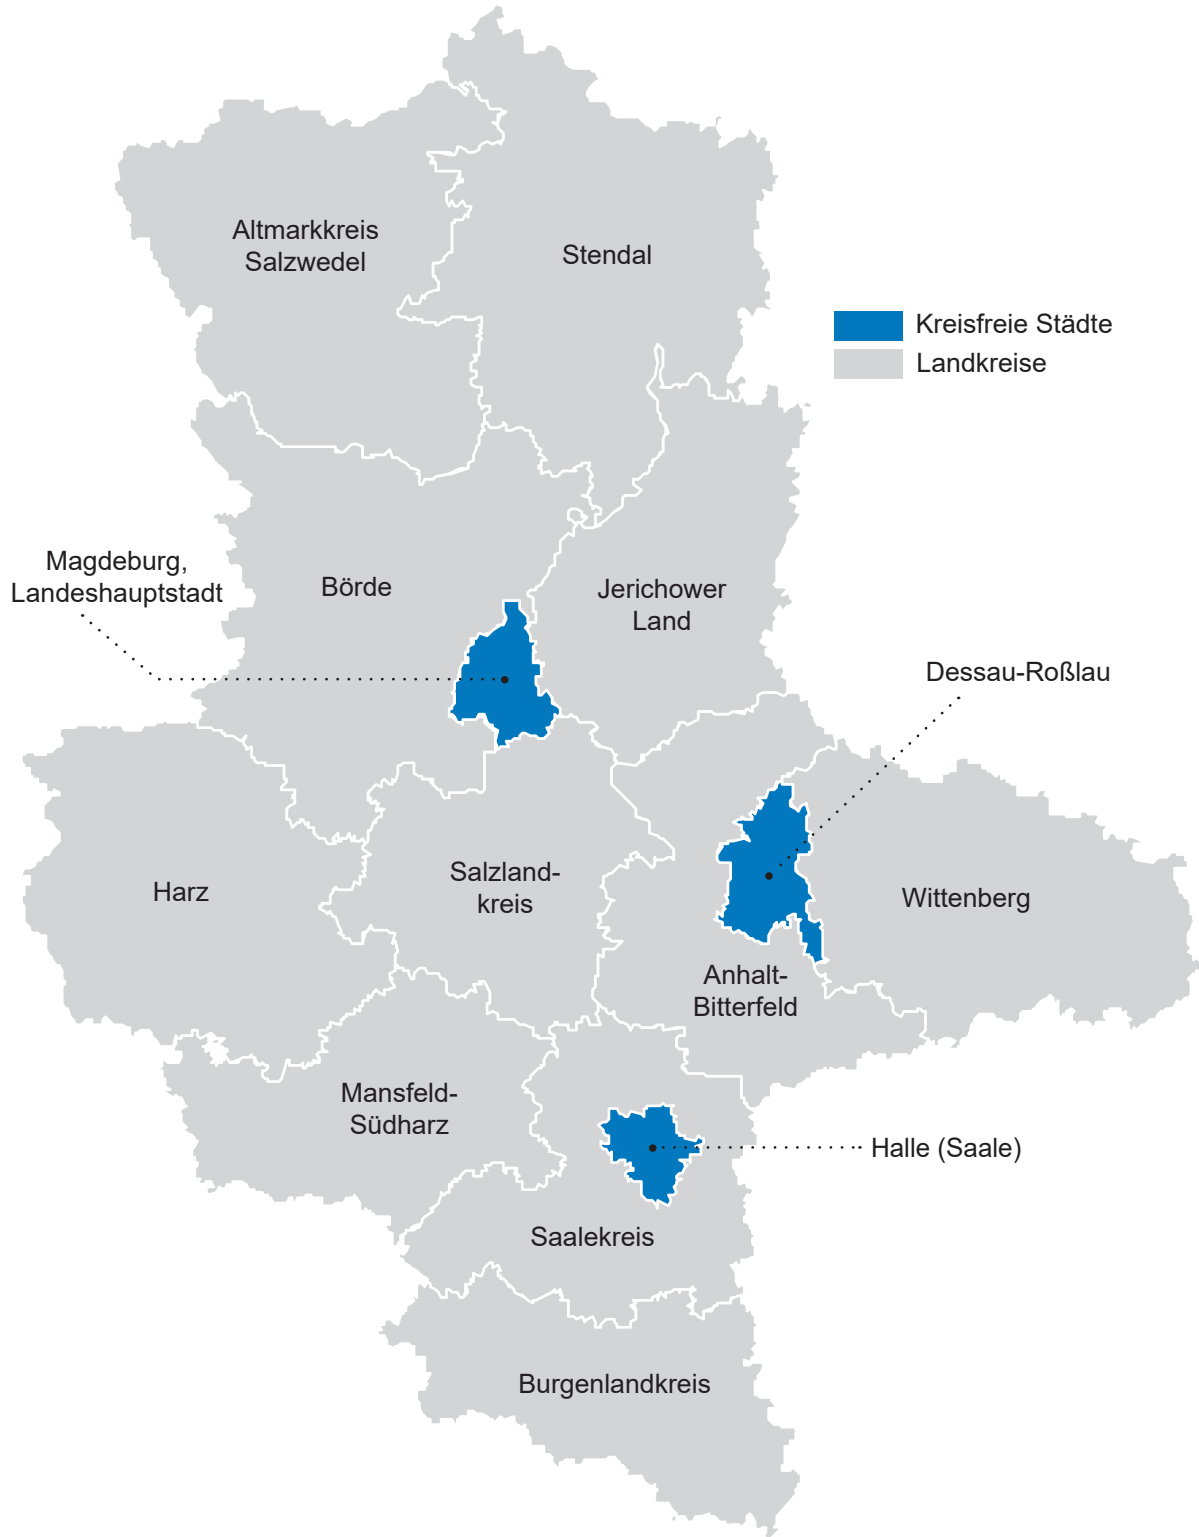 Altmarkkreis
Salzwedel
Stendal
Kreisfreie Städte
Landkreise
Magdeburg,
Landeshauptstadt
Börde
Jerichower
Land
Dessau-Roßlau
Harz
Salzland-
kreis
Wittenberg
Anhalt-
Bitterfeld
Mansfeld-
Südharz
Halle (Saale)
Saalekreis
Burgenlandkreis